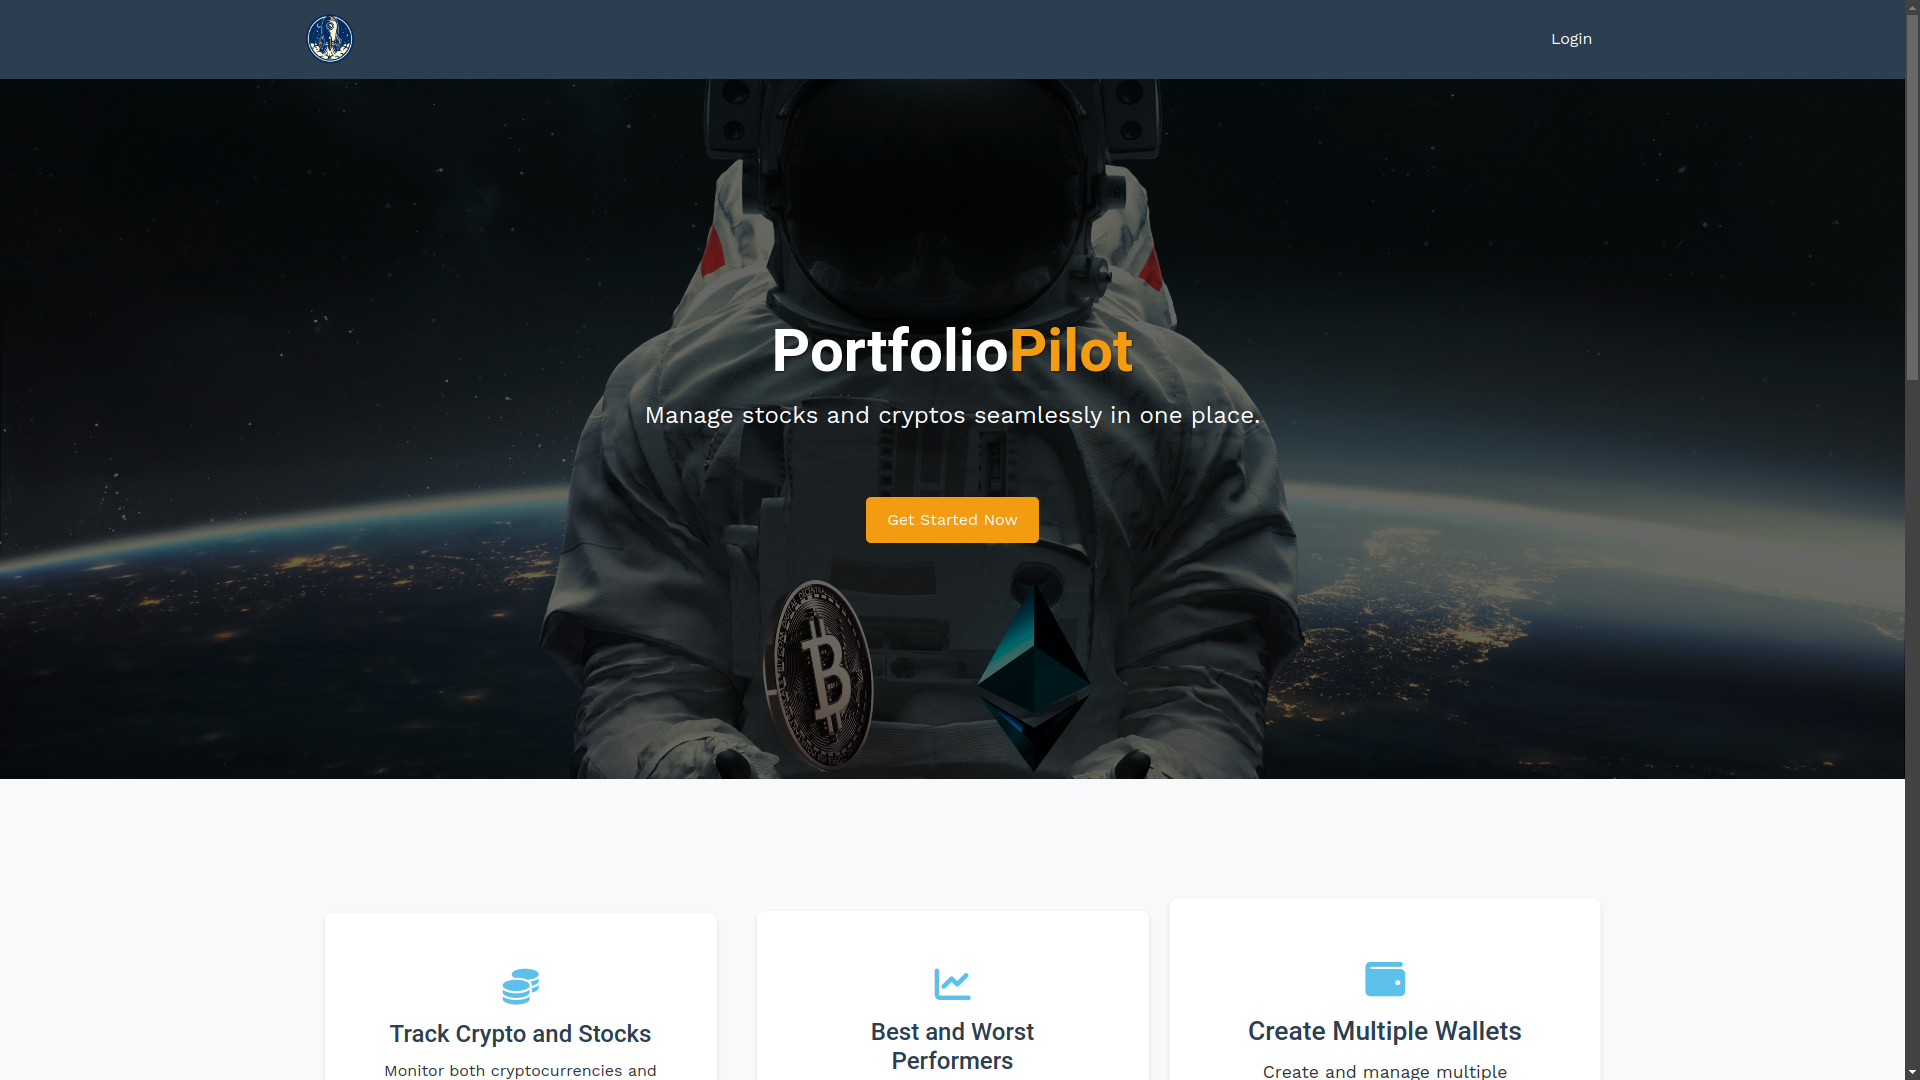 Login
PortfolioPilot
Manage stocks and cryptos seamlessly in one place.
Get Started Now
Track Crypto and Stocks
Monitor both cryptocurrencies and
Best and Worst
Performers
Create Multiple Wallets
Create and manage multiple